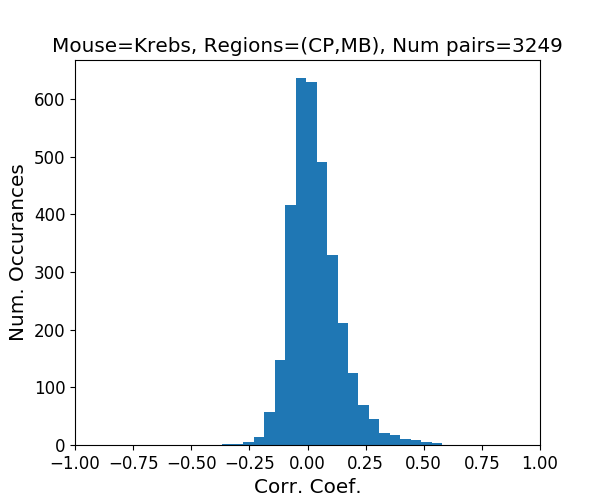 Mouse=Krebs, Regions=(CP,MB), Num pairs=3249
600
500
400
300
200
100
0
Num. Occurances
−1.00 −0.75 −0.50 −0.25 0.00 0.25 0.50 0.75 1.00
Corr. Coef.